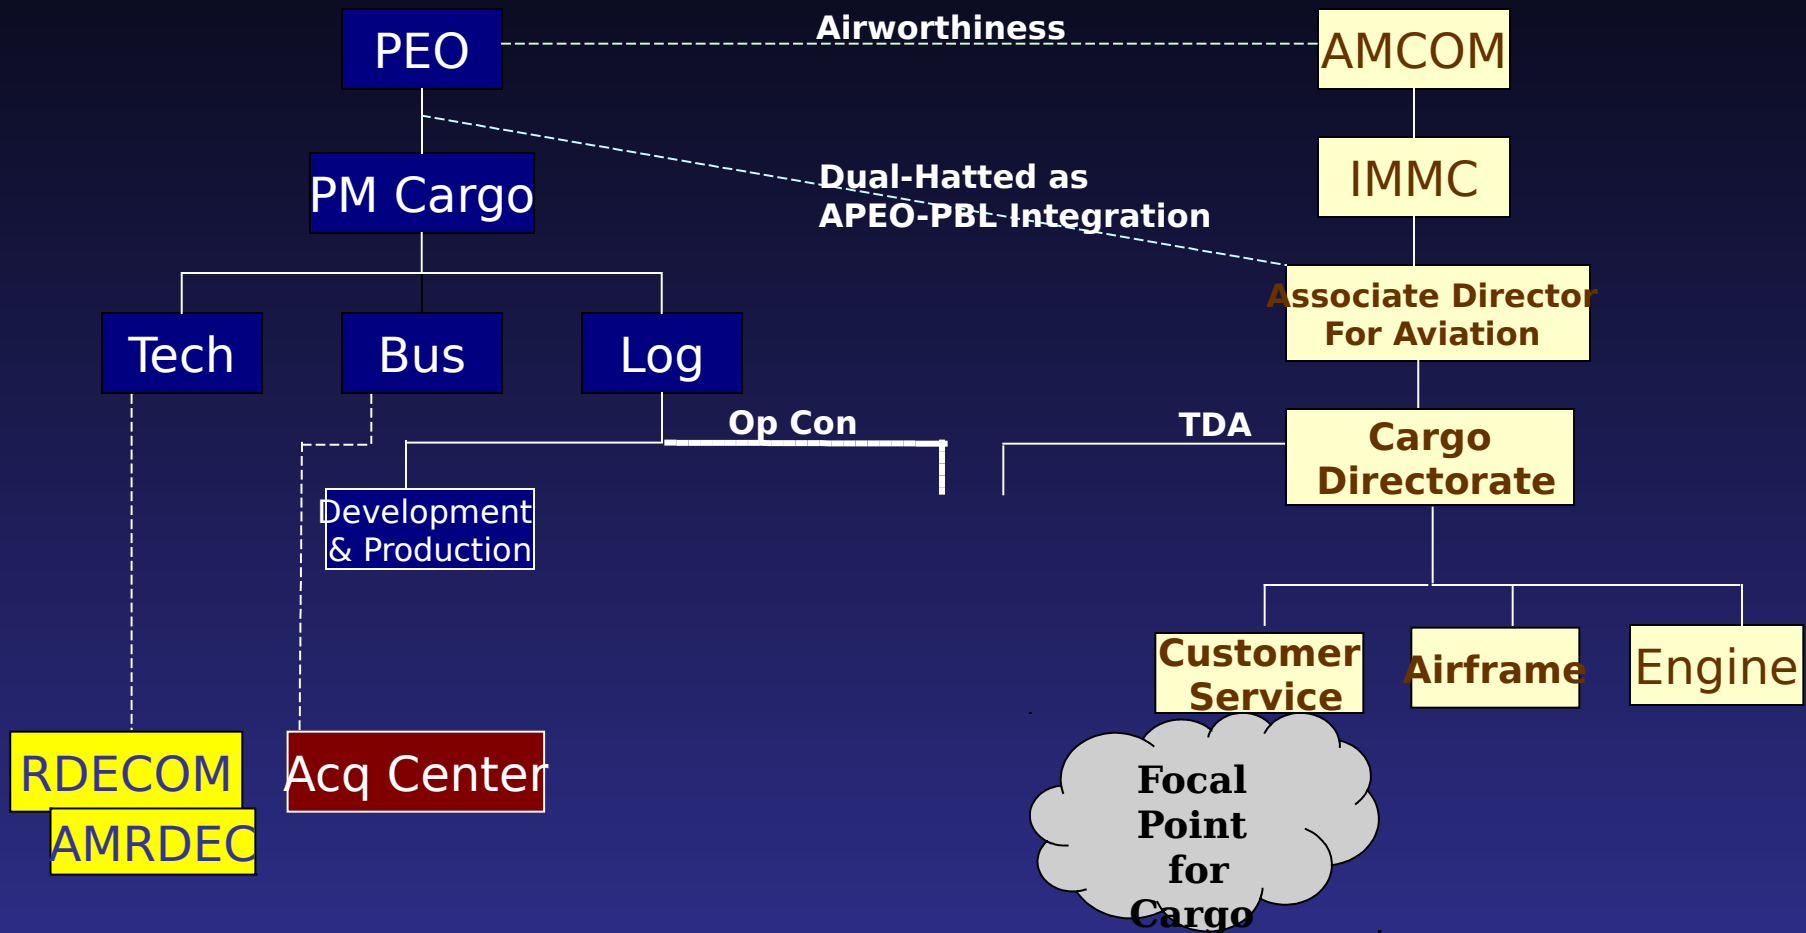 PEO
Airworthiness
AMCOM
PM Cargo
Dual-Hatted as
APEO-PBL Integration
IMMC
Associate Director
For Aviation
Tech
Bus
Log
Op Con
TDA
Cargo
Directorate
Development
& Production
Customer
Service
Airframe
Engine
RDECOM
AMRDEC
Acq Center
Focal
Point
for
Cargo